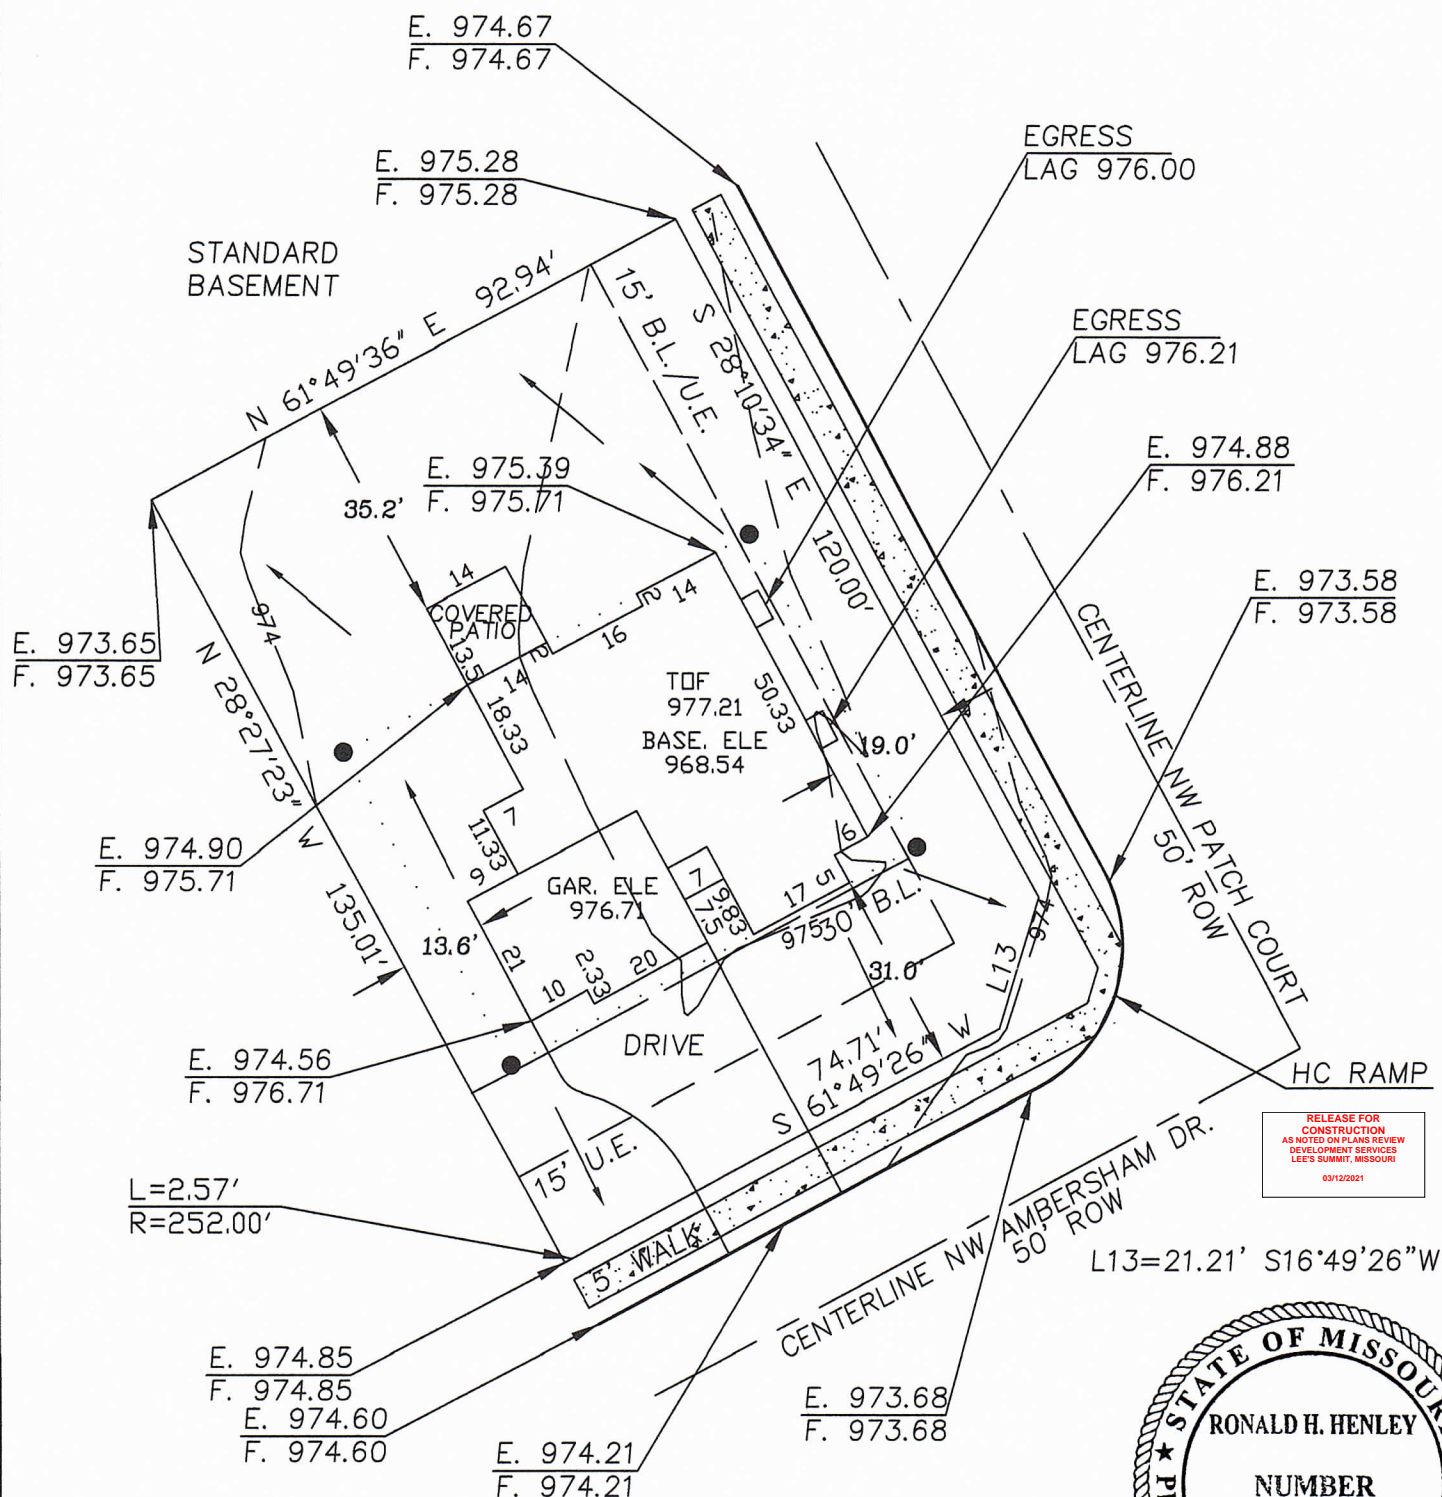 E. 974.67
F. 974.67
EGRESS
LAG 976.00
E. 975.28
F. 975.28
STANDARD
BASEMENT
N 61°49'36" E 92.94'
15' B.L./U.E.
S 28°10'34" E 120.00'
EGRESS
LAG 976.21
E. 974.88
F. 976.21
E. 975.39
F. 975.71
35.2'
E. 973.58
F. 973.58
974
14
COVERED
PATIO
13.5
14
2
16
2
14
E. 973.65
F. 973.65
N 28°27'23" W 135.01'
18.33
TOF
977.21
BASE. ELE
968.54
50.33
19.0'
CENTERLINE NW PATCH COURT
50' ROW
7
11.33
9
6
E. 974.90
F. 975.71
GAR. ELE
976.71
7
9.83
7.5
17
5
975
30' B.L.
974
L13
13.6'
21
10
2.33
20
31.0'
DRIVE
74.71'
S 61°49'26" W
E. 974.56
F. 976.71
HC RAMP
RELEASE FOR
CONSTRUCTION
AS NOTED ON PLANS REVIEW
DEVELOPMENT SERVICES
LEE'S SUMMIT, MISSOURI
03/12/2021
15' U.E.
L=2.57'
R=252.00'
5' WALK
CENTERLINE NW AMBERSHAM DR.
50' ROW
L13=21.21' S16°49'26"W
E. 974.85
F. 974.85
E. 974.60
F. 974.60
E. 974.21
F. 974.21
E. 973.68
F. 973.68
STATE OF MISSOURI
RONALD H. HENLEY
NUMBER